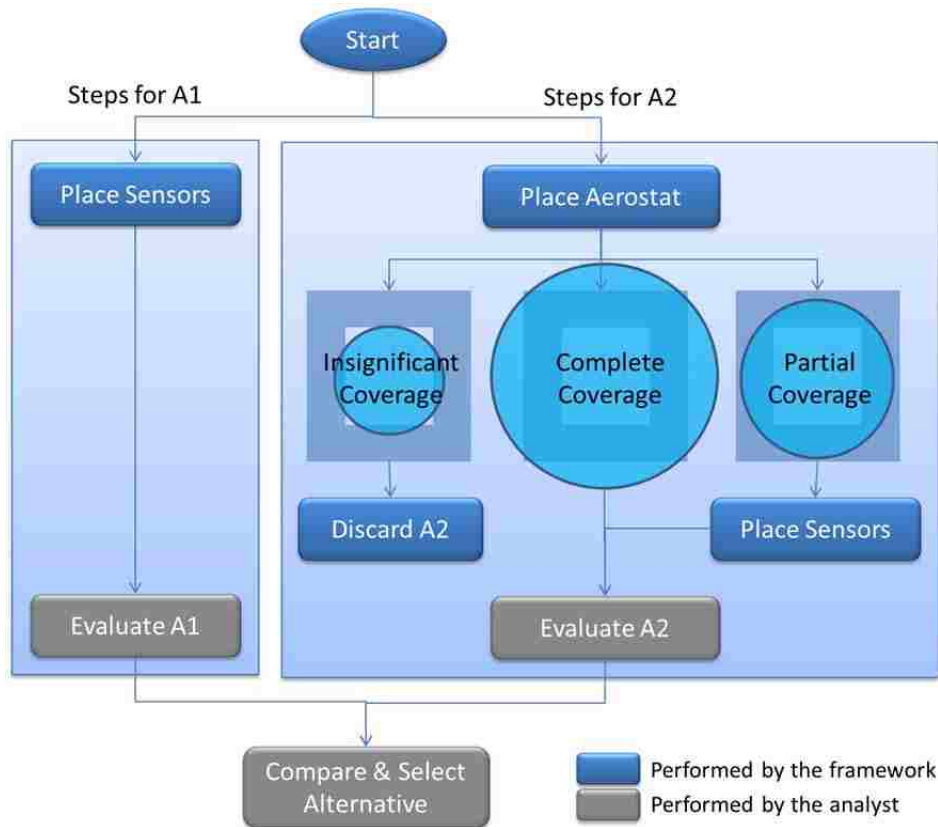 Start
Steps for A1
Steps for A2
Place Sensors
Place Aerostat
Insignificant
Coverage
Complete
Coverage
Partial
Coverage
Discard A2
Place Sensors
Evaluate A1
Evaluate A2
Compare & Select
Alternative
Performed by the framework
Performed by the analyst